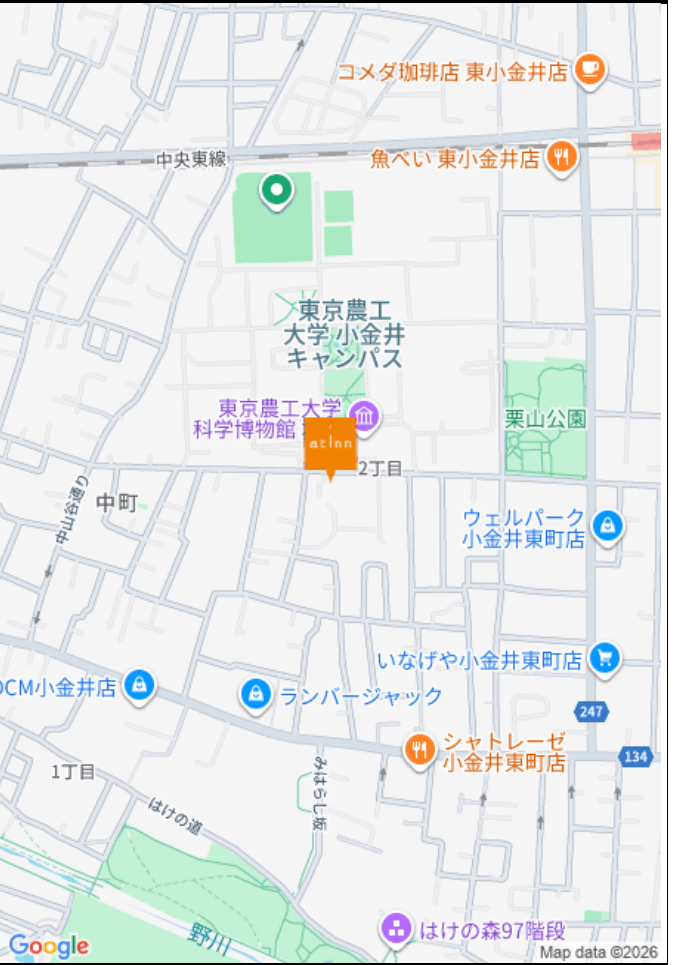 コメダ珈琲店 東小金井店
中央東線
魚べい 東小金井店
東京農工
大学 小金井
キャンパス
東京農工大学
科学博物館
栗山公園
atInn
2丁目
中町
中山谷通り
ウェルパーク
小金井東町店
いなげや小金井東町店
DCM小金井店
ランバージャック
247
シャトレーゼ
小金井東町店
134
1丁目
みはらし坂
はけの道
野川
はけの森97階段
Google
Map data ©2026